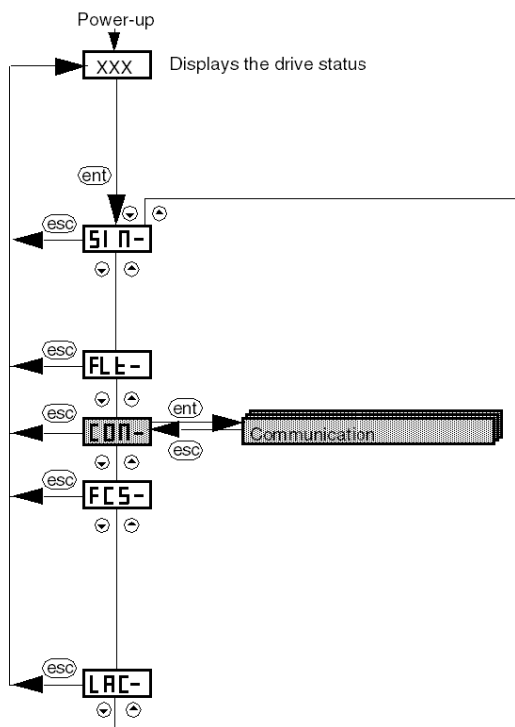 Power-up
XXX
Displays the drive status
ent
esc
SIM-
esc
FLt-
esc
COM-
ent
esc
Communication
esc
FCS-
esc
LAC-